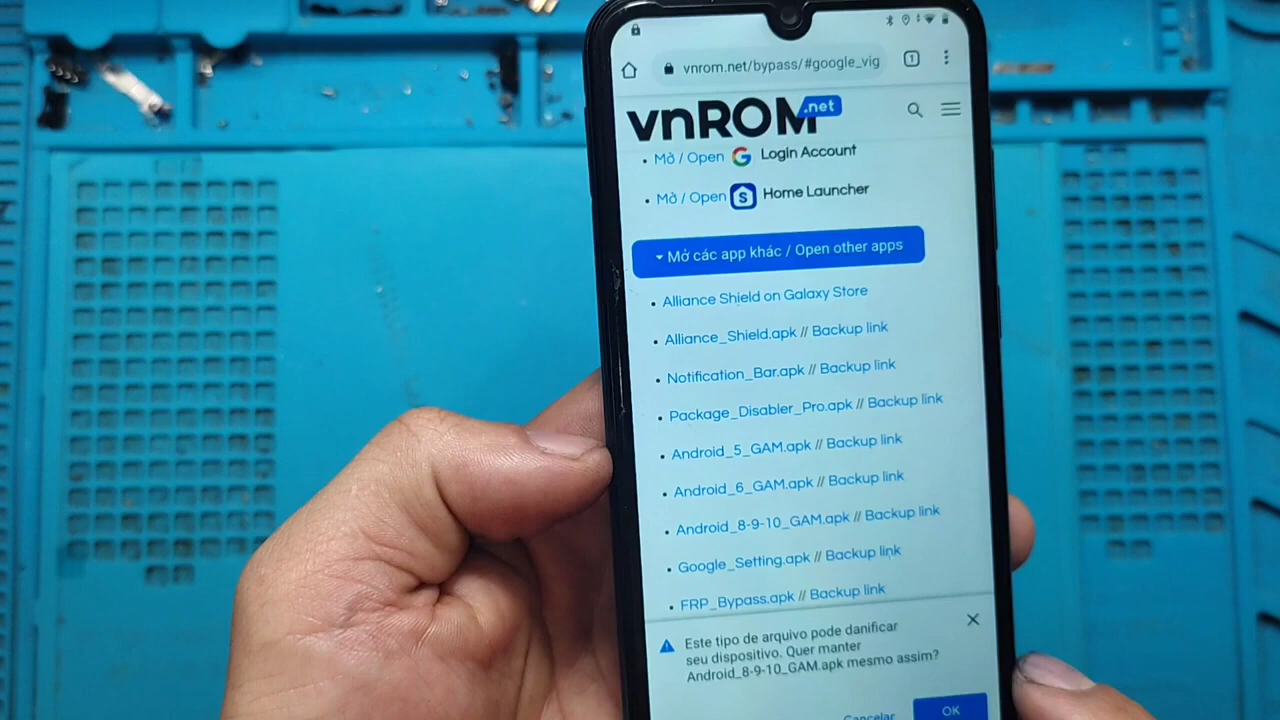 vnrom.net/bypass/#google_vig
1
vnROM.net
• Mở / Open G Login Account
• Mở / Open S Home Launcher
Mở các app khác / Open other apps
• Alliance Shield on Galaxy Store
• Alliance_Shield.apk // Backup link
• Notification_Bar.apk // Backup link
• Package_Disabler_Pro.apk // Backup link
• Android_5_GAM.apk // Backup link
• Android_6_GAM.apk // Backup link
• Android_8-9-10_GAM.apk // Backup link
• Google_Setting.apk // Backup link
• FRP_Bypass.apk // Backup link
Este tipo de arquivo pode danificar
seu dispositivo. Quer manter
Android_8-9-10_GAM.apk mesmo assim?
Cancelar OK